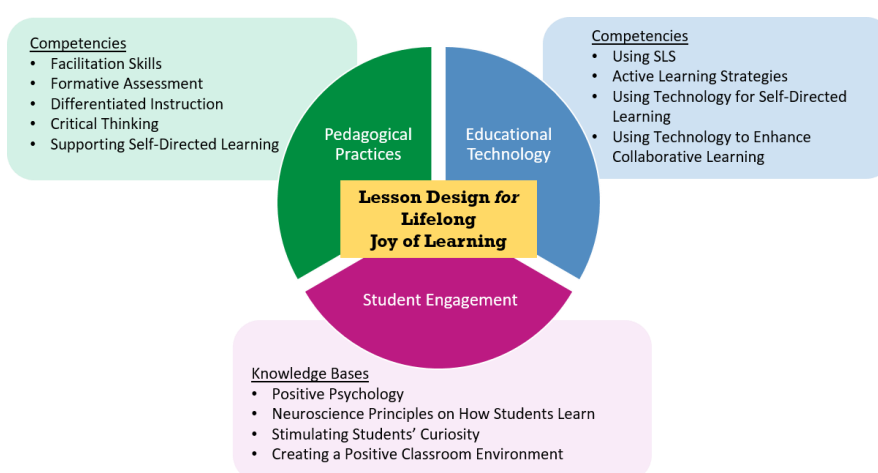 Competencies
• Facilitation Skills
• Formative Assessment
• Differentiated Instruction
• Critical Thinking
• Supporting Self-Directed Learning
Competencies
• Using SLS
• Active Learning Strategies
• Using Technology for Self-Directed
Learning
• Using Technology to Enhance
Collaborative Learning
Pedagogical
Practices
Educational
Technology
Lesson Design for
Lifelong
Joy of Learning
Student Engagement
Knowledge Bases
• Positive Psychology
• Neuroscience Principles on How Students Learn
• Stimulating Students’ Curiosity
• Creating a Positive Classroom Environment